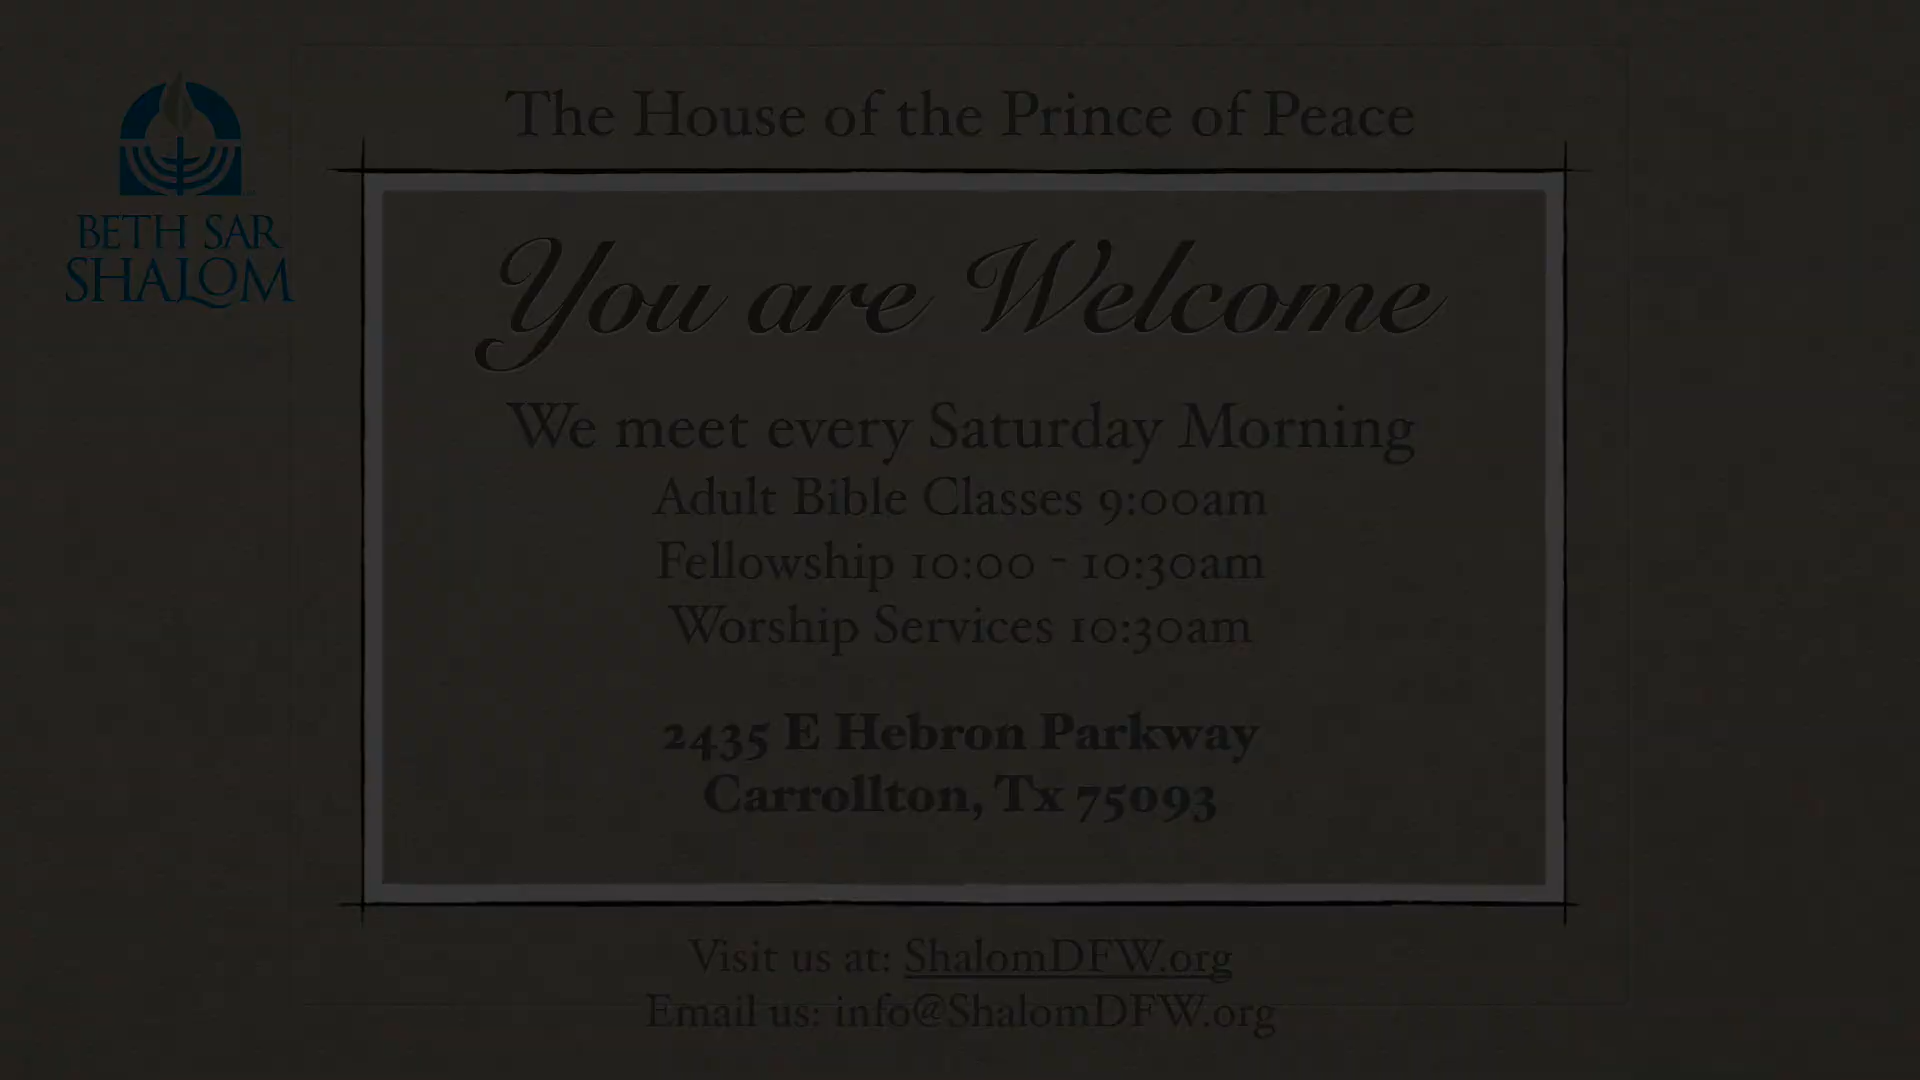 The House of the Prince of Peace
BETH SAR
SHALOM
You are Welcome
We meet every Saturday Morning
Adult Bible Classes 9:00am
Fellowship 10:00 - 10:30am
Worship Services 10:30am
2435 E Hebron Parkway
Carrollton, Tx 75093
Visit us at: ShalomDFW.org
Email us: info@ShalomDFW.org